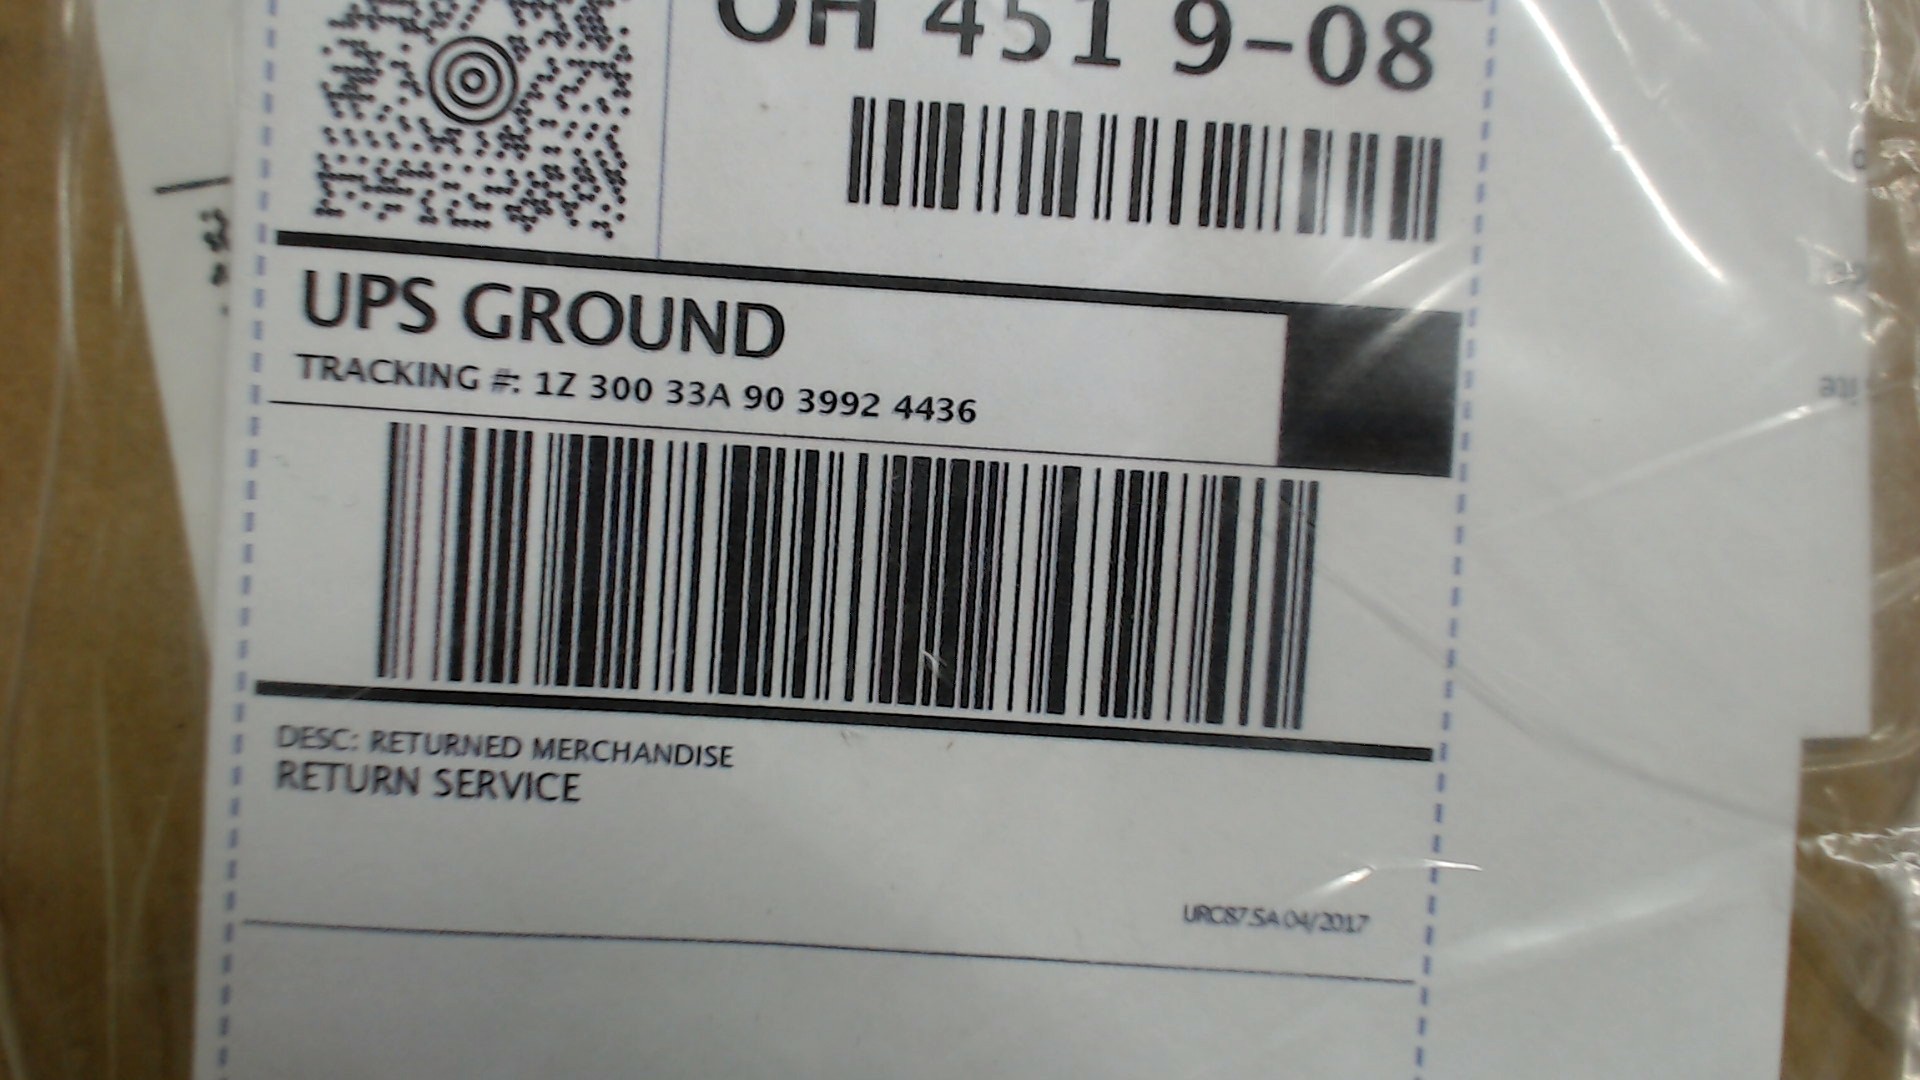 OH 451 9-08
UPS GROUND
TRACKING #: 1Z 300 33A 90 3992 4436
DESC: RETURNED MERCHANDISE
RETURN SERVICE
URC87.5A 04/2017